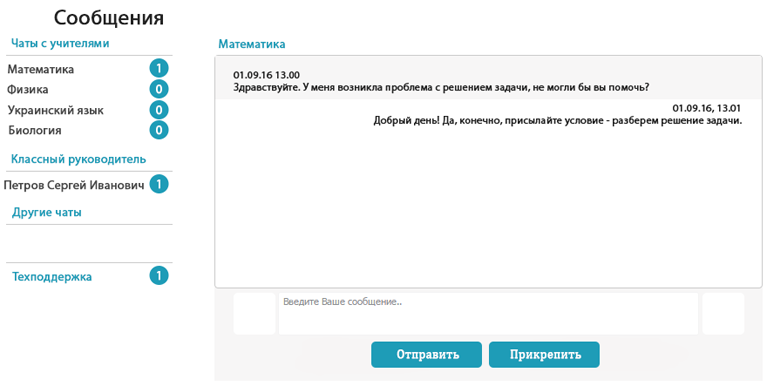 Сообщения
Чаты с учителями
Математика 1
Физика 0
Украинский язык 0
Биология 0
Классный руководитель
Петров Сергей Иванович 1
Другие чаты
Техподдержка 1
Математика
01.09.16 13.00
Здравствуйте. У меня возникла проблема с решением задачи, не могли бы вы помочь?
01.09.16, 13.01
Добрый день! Да, конечно, присылайте условие - разберем решение задачи.
Введите Ваше сообщение..
Отправить
Прикрепить